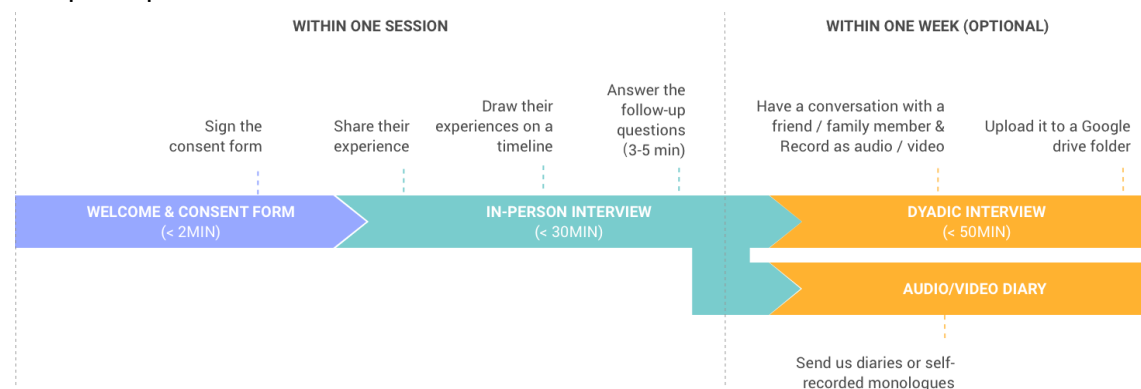 WITHIN ONE SESSION
WITHIN ONE WEEK (OPTIONAL)
Sign the
consent form
Share their
experience
Draw their
experiences on a
timeline
Answer the
follow-up
questions
(3-5 min)
Have a conversation with a
friend / family member &
Record as audio / video
Upload it to a Google
drive folder
WELCOME & CONSENT FORM
(< 2MIN)
IN-PERSON INTERVIEW
(< 30MIN)
DYADIC INTERVIEW
(< 50MIN)
AUDIO/VIDEO DIARY
Send us diaries or self-
recorded monologues